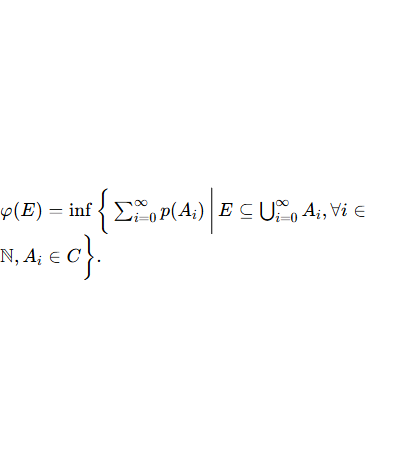 φ(E) = inf { ∑_{i=0}^{∞} p(A_i) | E ⊆ ⋃_{i=0}^{∞} A_i, ∀i ∈
ℕ, A_i ∈ C }.